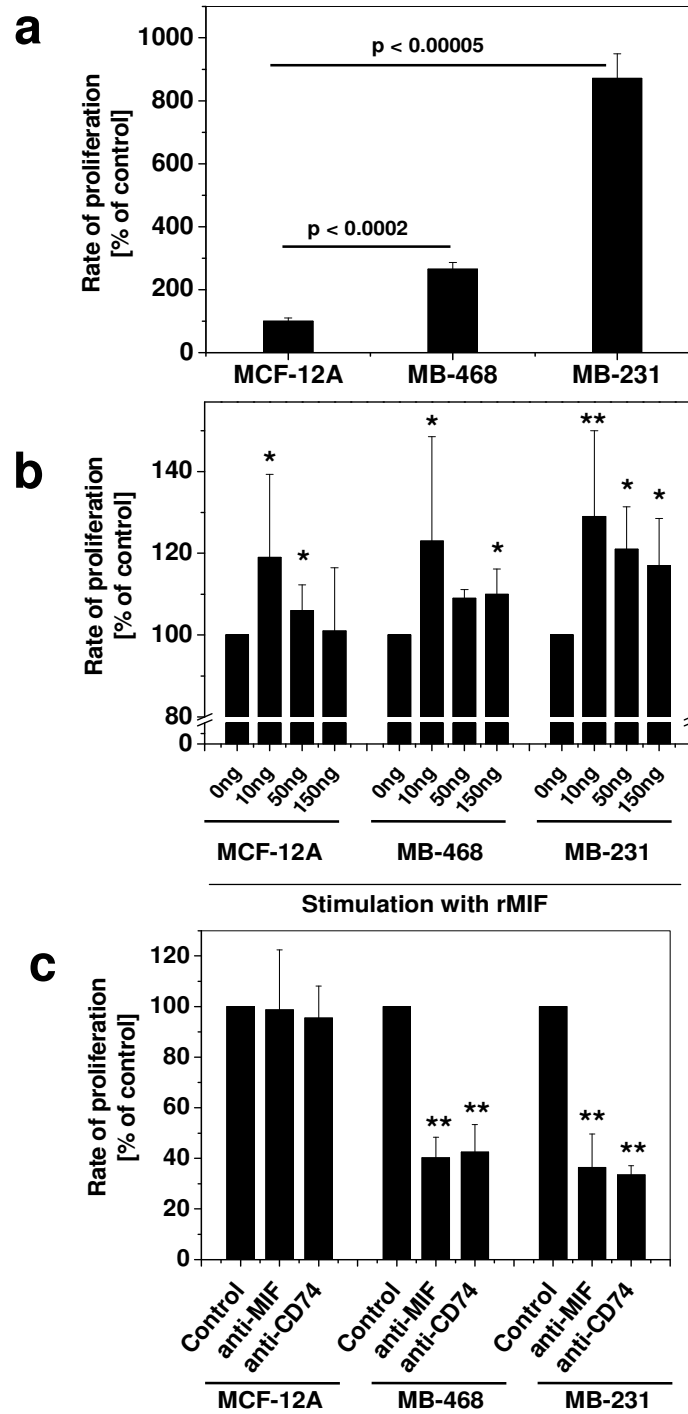 a
Rate of proliferation
[% of control]
1000
800
600
400
200
0
p < 0.00005
p < 0.0002
MCF-12A MB-468 MB-231
b
Rate of proliferation
[% of control]
140
120
100
80
0
* * * * ** * *
0ng 10ng 50ng 150ng 0ng 10ng 50ng 150ng 0ng 10ng 50ng 150ng
MCF-12A MB-468 MB-231
Stimulation with rMIF
c
Rate of proliferation
[% of control]
120
100
80
60
40
20
0
** ** ** **
Control anti-MIF anti-CD74 Control anti-MIF anti-CD74 Control anti-MIF anti-CD74
MCF-12A MB-468 MB-231